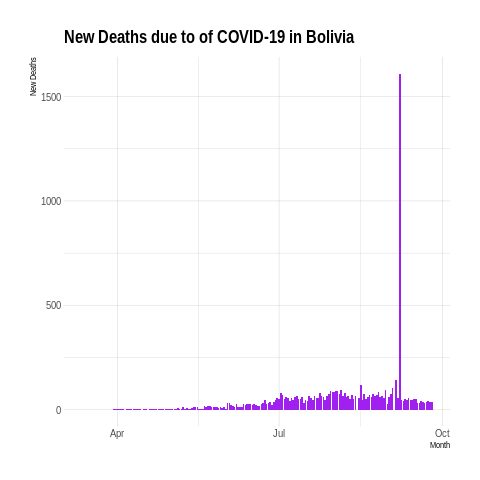 New Deaths due to of COVID-19 in Bolivia
New Deaths
1500
1000
500
0
Apr
Jul
Oct
Month